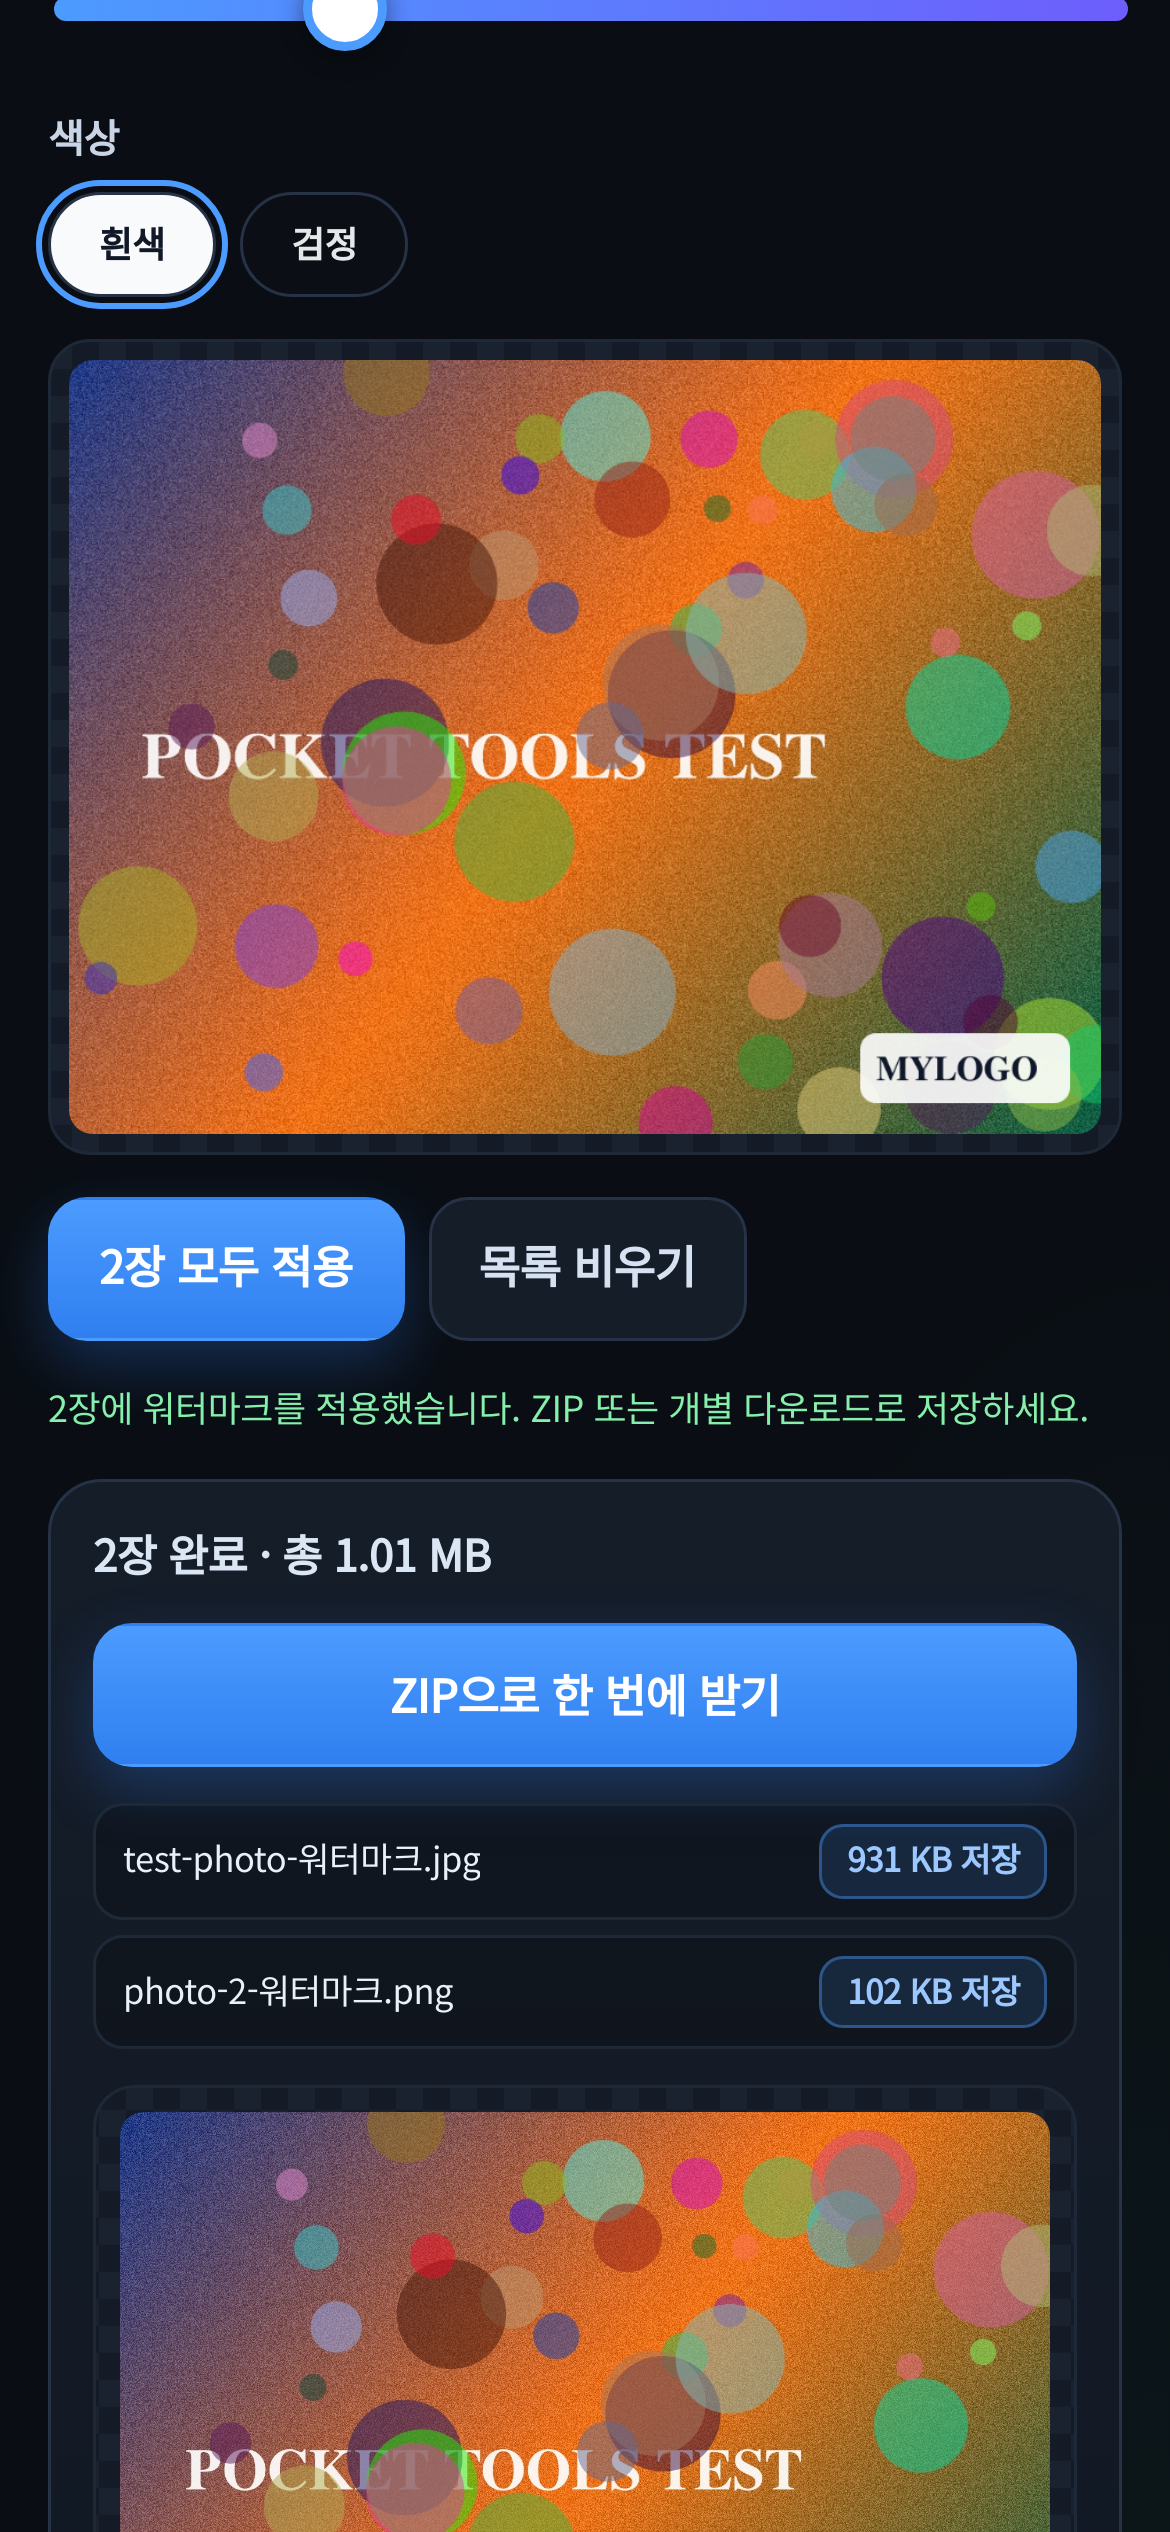 색상
흰색
검정
POCKET TOOLS TEST
MYLOGO
2장 모두 적용
목록 비우기
2장에 워터마크를 적용했습니다. ZIP 또는 개별 다운로드로 저장하세요.
2장 완료 · 총 1.01 MB
ZIP으로 한 번에 받기
test-photo-워터마크.jpg
931 KB 저장
photo-2-워터마크.png
102 KB 저장
POCKET TOOLS TEST